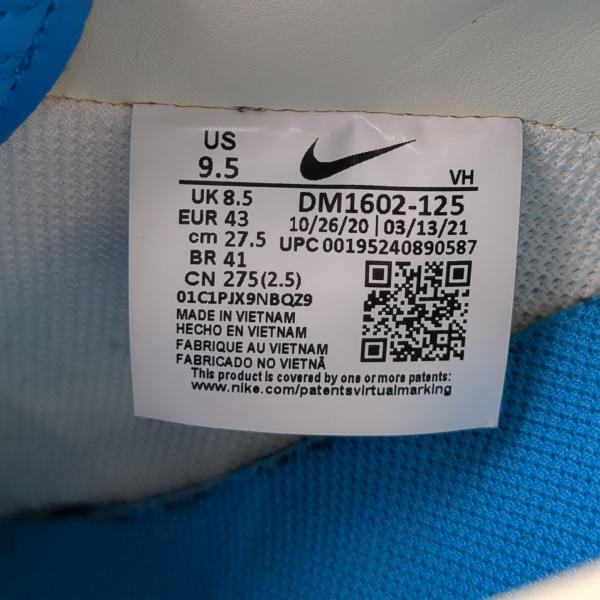 US
9.5
VH
UK 8.5
DM1602-125
EUR 43
10/26/20 | 03/13/21
cm 27.5
UPC 00195240890587
BR 41
CN 275(2.5)
01C1PJX9NBQZ9
MADE IN VIETNAM
HECHO EN VIETNAM
FABRIQUE AU VIETNAM
FABRICADO NO VIETNÃ
This product is covered by one or more patents:
www.nike.com/patentsvirtualmarking